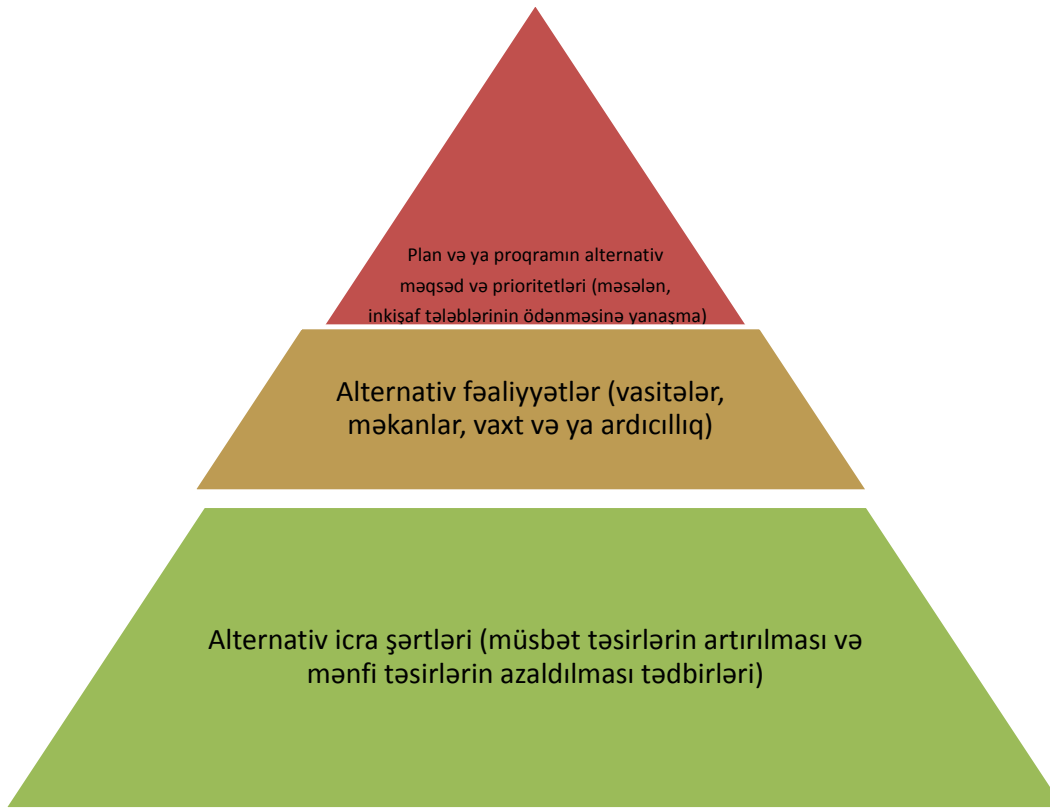 Plan və ya proqramın alternativ
məqsəd və prioritetləri (məsələn,
inkişaf tələblərinin ödənməsinə yanaşma)
Alternativ fəaliyyətlər (vasitələr,
məkanlar, vaxt və ya ardıcıllıq)
Alternativ icra şərtləri (müsbət təsirlərin artırılması və
mənfi təsirlərin azaldılması tədbirləri)